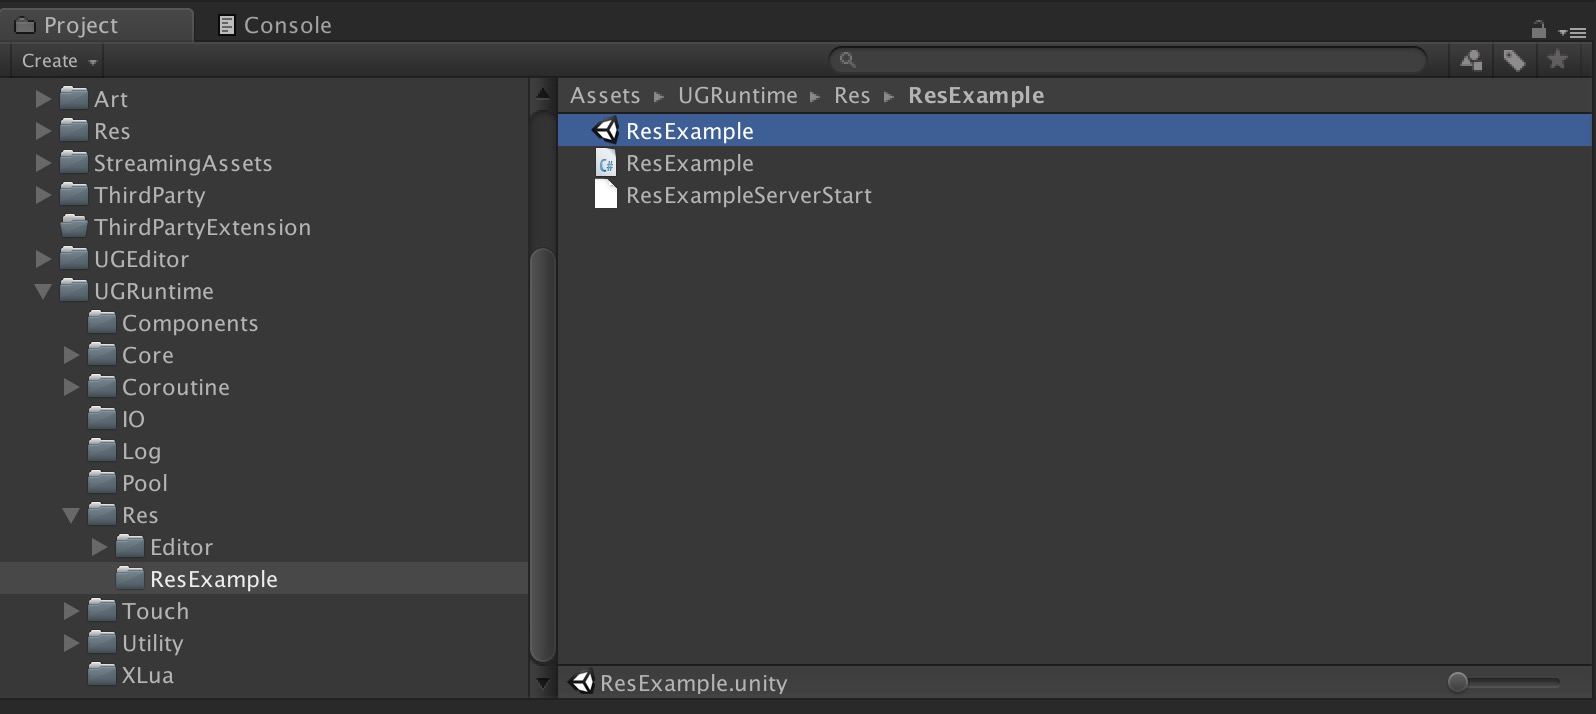 Project
Console
Create
Art
Res
StreamingAssets
ThirdParty
ThirdPartyExtension
UGEditor
UGRuntime
Components
Core
Coroutine
IO
Log
Pool
Res
Editor
ResExample
Touch
Utility
XLua
Assets UGRuntime Res ResExample
ResExample
C# ResExample
ResExampleServerStart
ResExample.unity